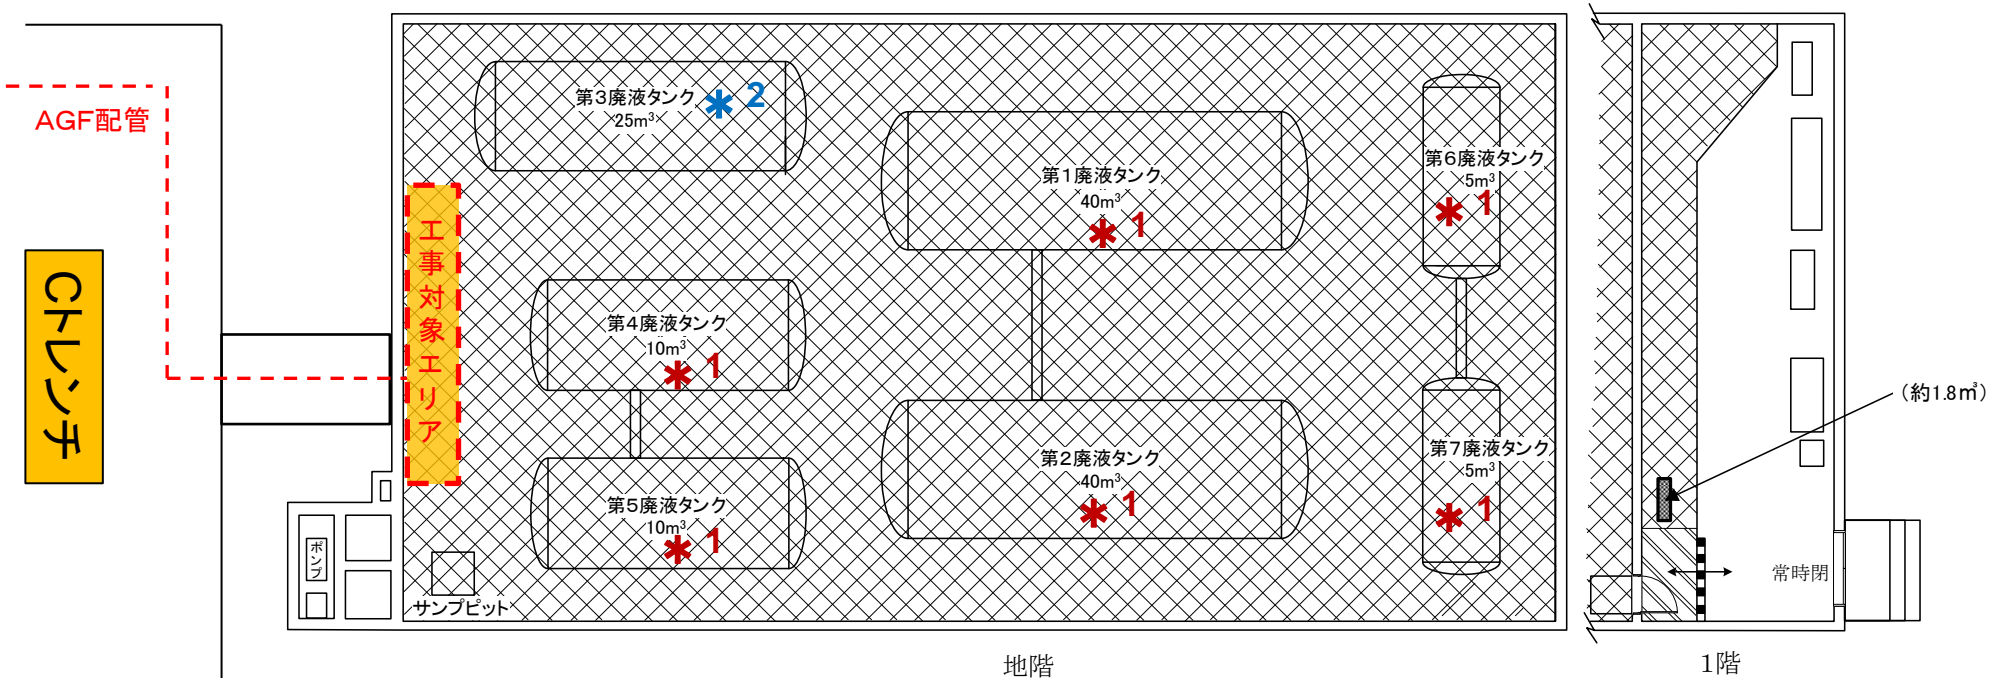 AGF配管
Cトレンチ
工事対象エリア
第3廃液タンク
25m³
* 2
第1廃液タンク
40m³
* 1
第6廃液タンク
5m³
* 1
第4廃液タンク
10m³
* 1
第2廃液タンク
40m³
* 1
第7廃液タンク
5m³
* 1
第5廃液タンク
10m³
* 1
ポンプ
サンプピット
(約1.8㎥)
常時閉
地階
1階